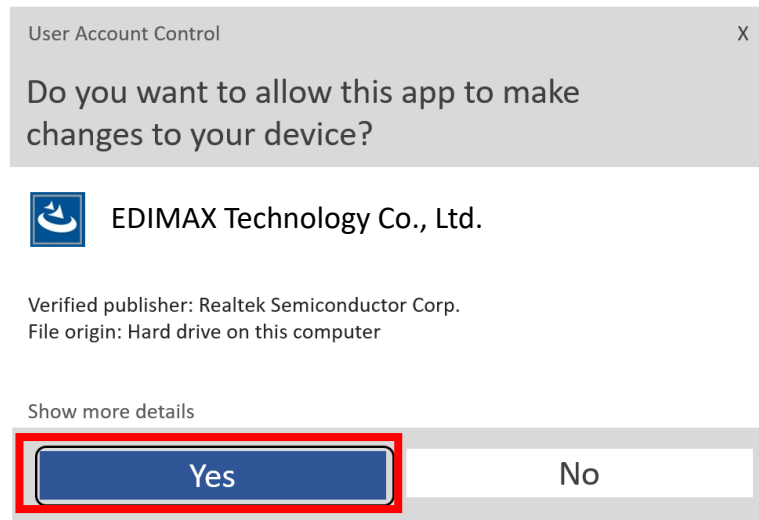 User Account Control
X
Do you want to allow this app to make
changes to your device?
EDIMAX Technology Co., Ltd.
Verified publisher: Realtek Semiconductor Corp.
File origin: Hard drive on this computer
Show more details
Yes
No